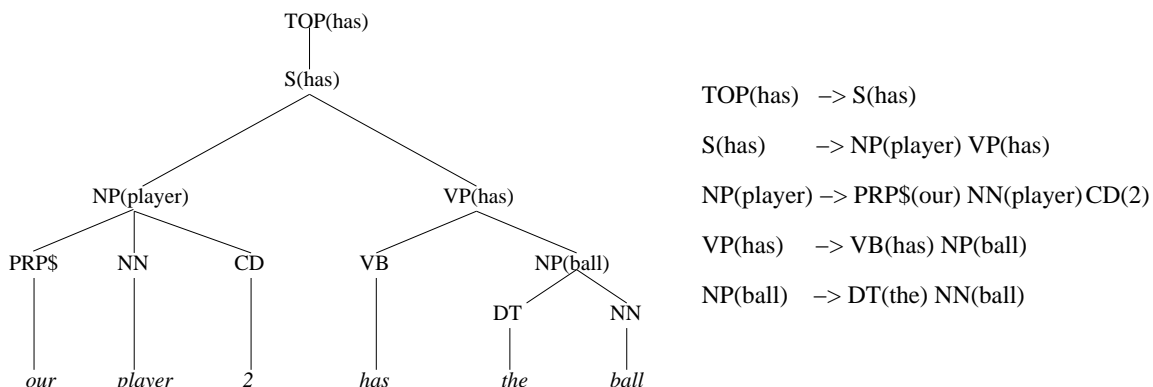 TOP(has)
S(has)
NP(player) VP(has)
PRP$ NN CD VB NP(ball)
DT NN
our player 2 has the ball
TOP(has) –> S(has)
S(has) –> NP(player) VP(has)
NP(player) –> PRP$(our) NN(player) CD(2)
VP(has) –> VB(has) NP(ball)
NP(ball) –> DT(the) NN(ball)